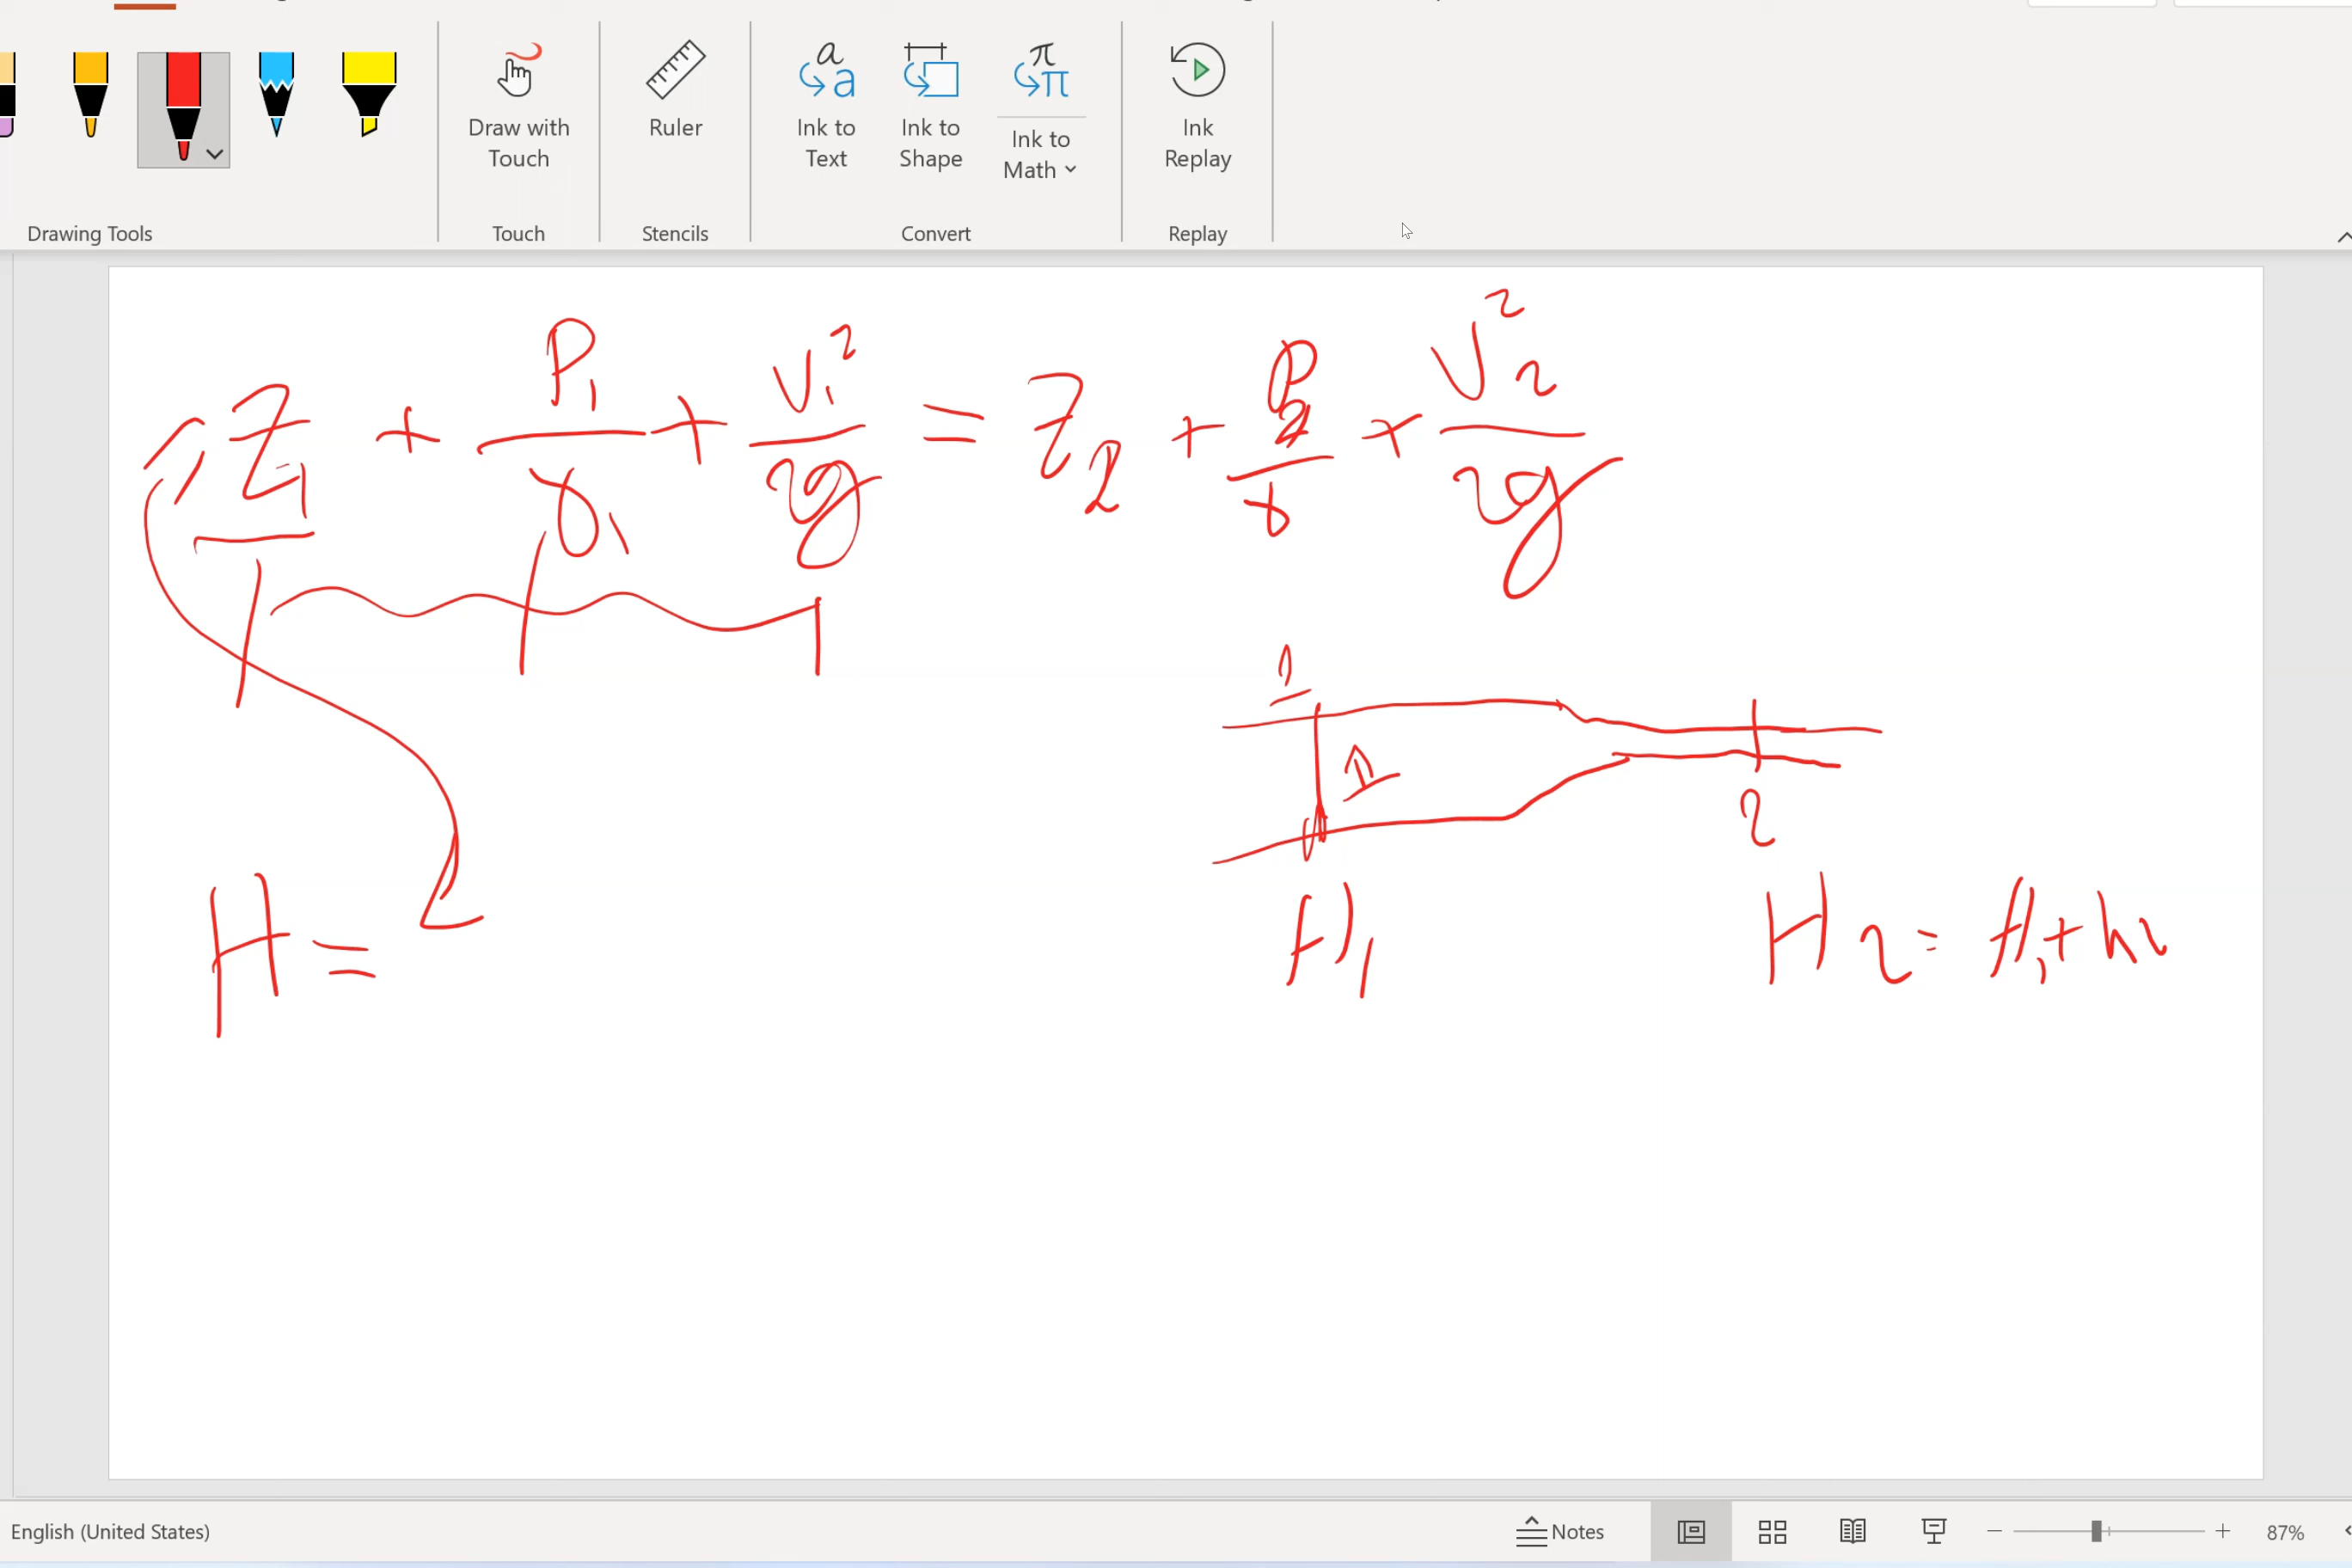 Draw with Touch
Ruler
Ink to Text
Ink to Shape
Ink to Math
Ink Replay
Drawing Tools
Touch
Stencils
Convert
Replay
Z₁ + P₁/γ₁ + V₁²/2g = Z₂ + P₂/γ + V₂²/2g
1
2
H =
H₁
H₂ = H₁ +
English (United States)
Notes
87%